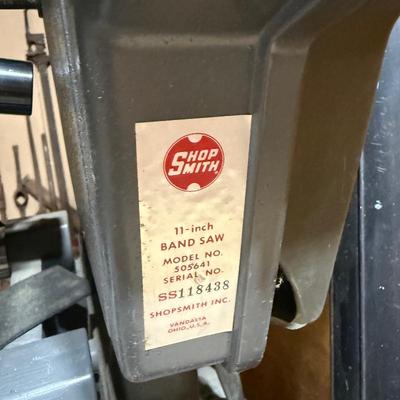 SHOP
SMITH
11-inch
BAND SAW
MODEL NO.
505641
SERIAL NO.
SS118438
SHOPSMITH INC.
VANDALIA
OHIO, U.S.A.